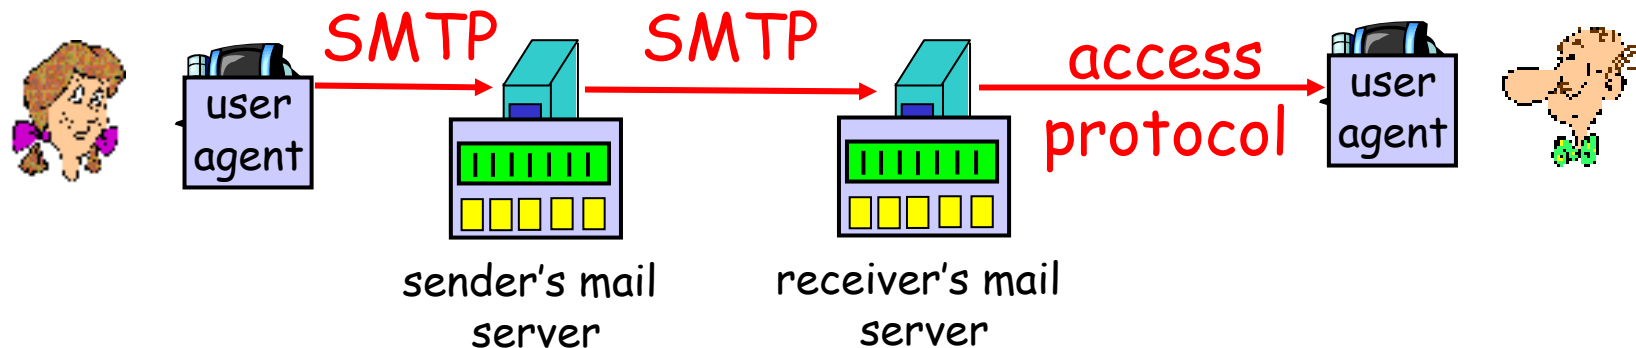 SMTP
SMTP
access
protocol
user
agent
user
agent
sender's mail
server
receiver's mail
server